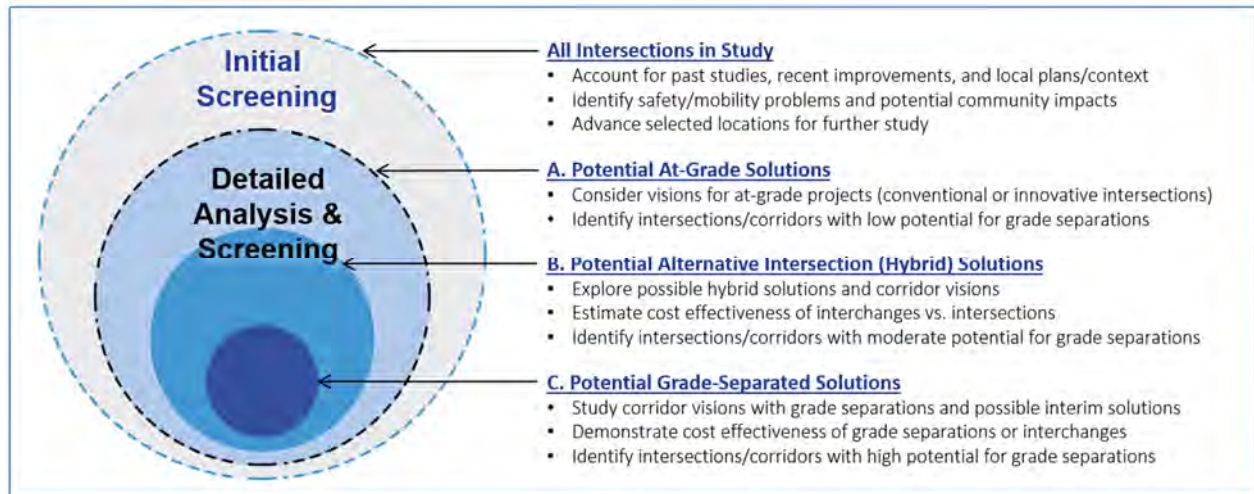 Initial
Screening
Detailed
Analysis &
Screening
All Intersections in Study
• Account for past studies, recent improvements, and local plans/context
• Identify safety/mobility problems and potential community impacts
• Advance selected locations for further study
A. Potential At-Grade Solutions
• Consider visions for at-grade projects (conventional or innovative intersections)
• Identify intersections/corridors with low potential for grade separations
B. Potential Alternative Intersection (Hybrid) Solutions
• Explore possible hybrid solutions and corridor visions
• Estimate cost effectiveness of interchanges vs. intersections
• Identify intersections/corridors with moderate potential for grade separations
C. Potential Grade-Separated Solutions
• Study corridor visions with grade separations and possible interim solutions
• Demonstrate cost effectiveness of grade separations or interchanges
• Identify intersections/corridors with high potential for grade separations